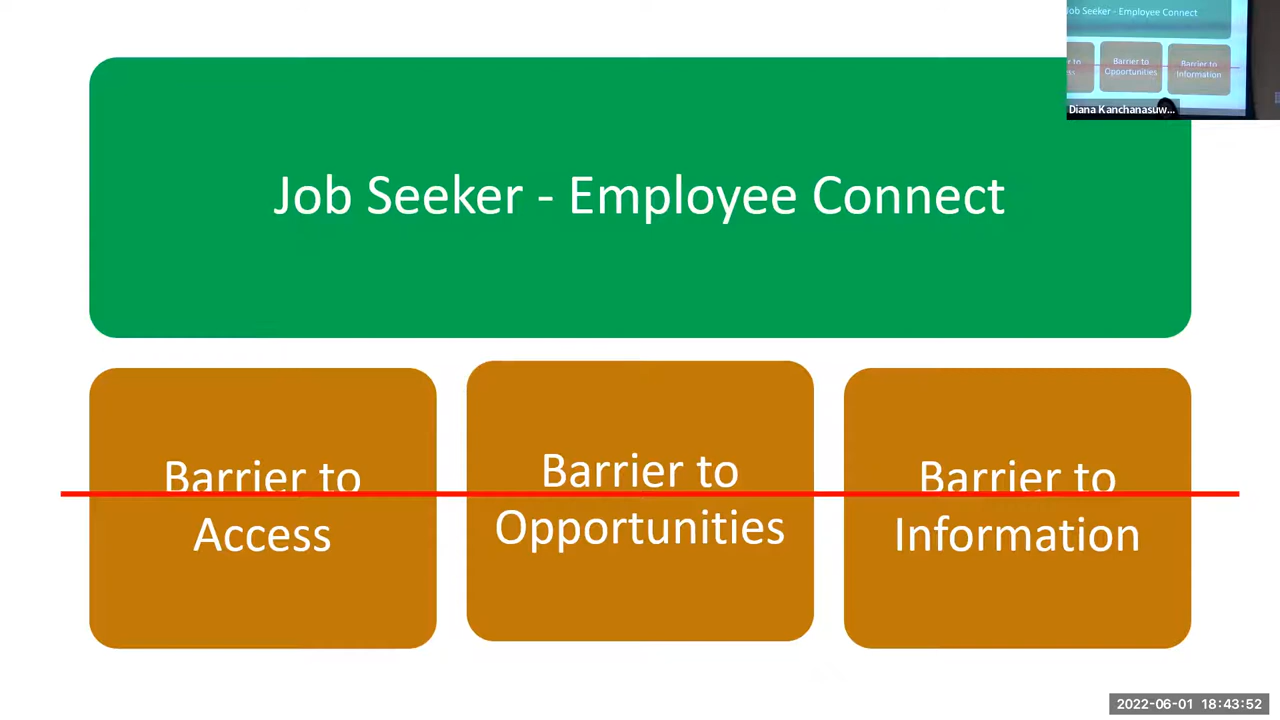 Job Seeker - Employee Connect
Barrier to
Access
Barrier to
Opportunities
Barrier to
Information
Job Seeker - Employee Connect
Barrier to
Opportunities
Barrier to
Information
Diana Kanchanasuw...
2022-06-01 18:43:52